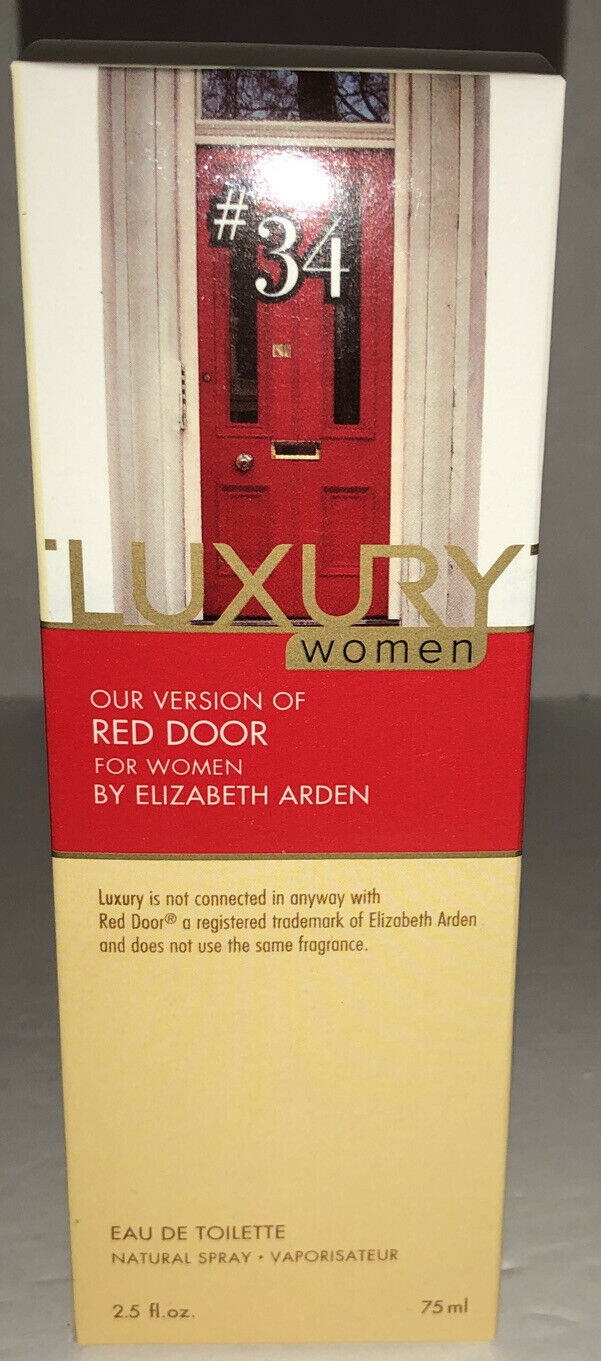 #34
LUXURY
women
OUR VERSION OF
RED DOOR
FOR WOMEN
BY ELIZABETH ARDEN
Luxury is not connected in anyway with
Red Door® a registered trademark of Elizabeth Arden
and does not use the same fragrance.
EAU DE TOILETTE
NATURAL SPRAY • VAPORISATEUR
2.5 fl.oz. 75 ml